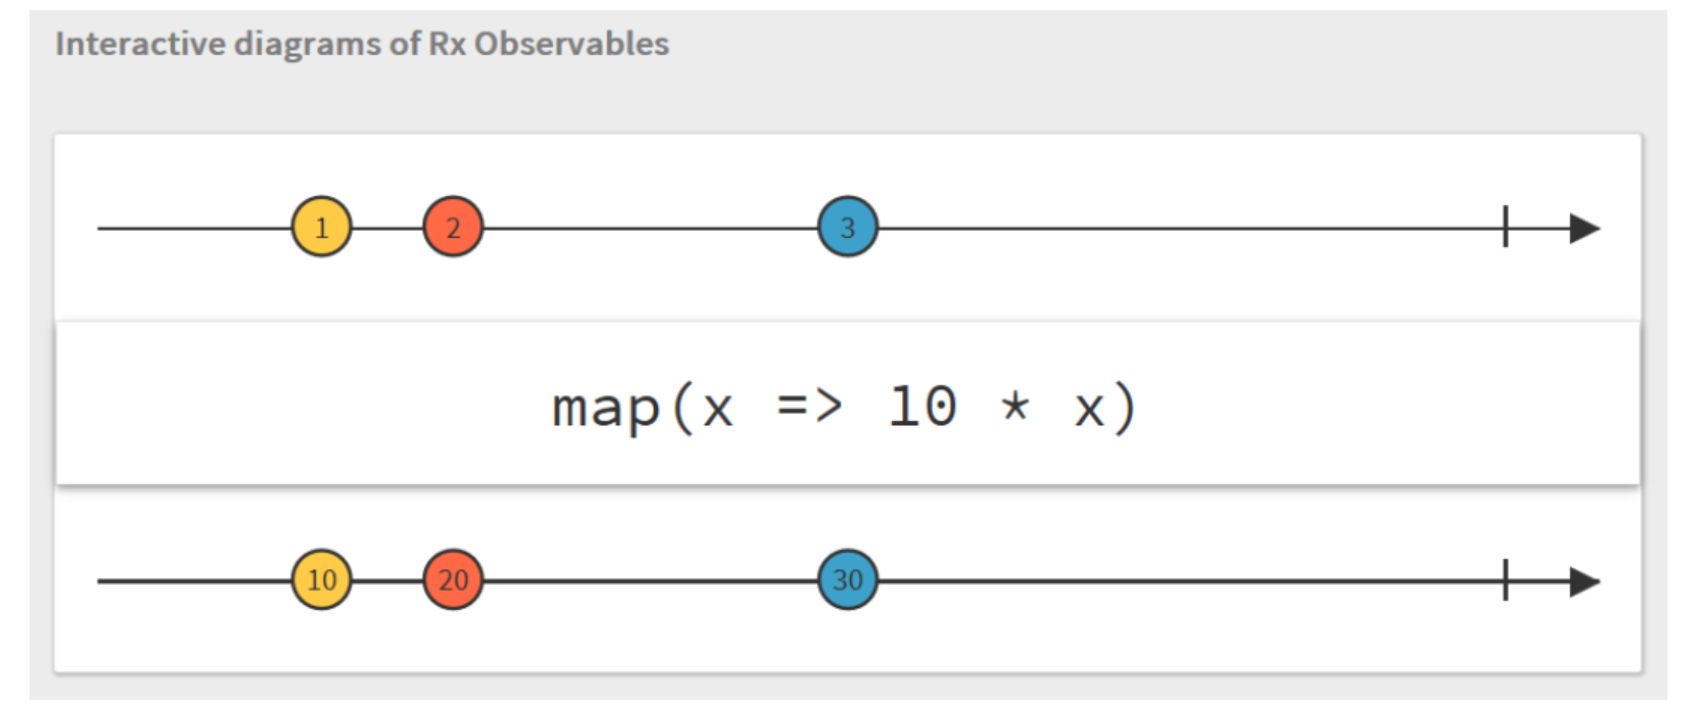 Interactive diagrams of Rx Observables
1 2 3
map(x => 10 * x)
10 20 30